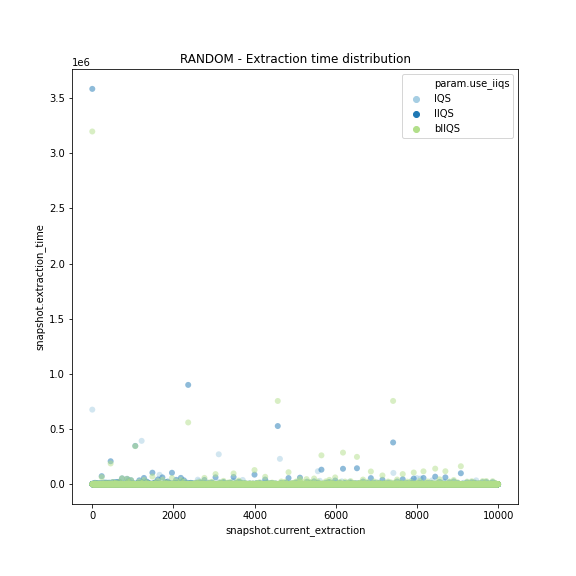 RANDOM - Extraction time distribution
1e6
param.use_iiqs
IQS
IIQS
bIIQS
3.5
3.0
2.5
2.0
1.5
1.0
0.5
0.0
snapshot.extraction_time
0
2000
4000
6000
8000
10000
snapshot.current_extraction